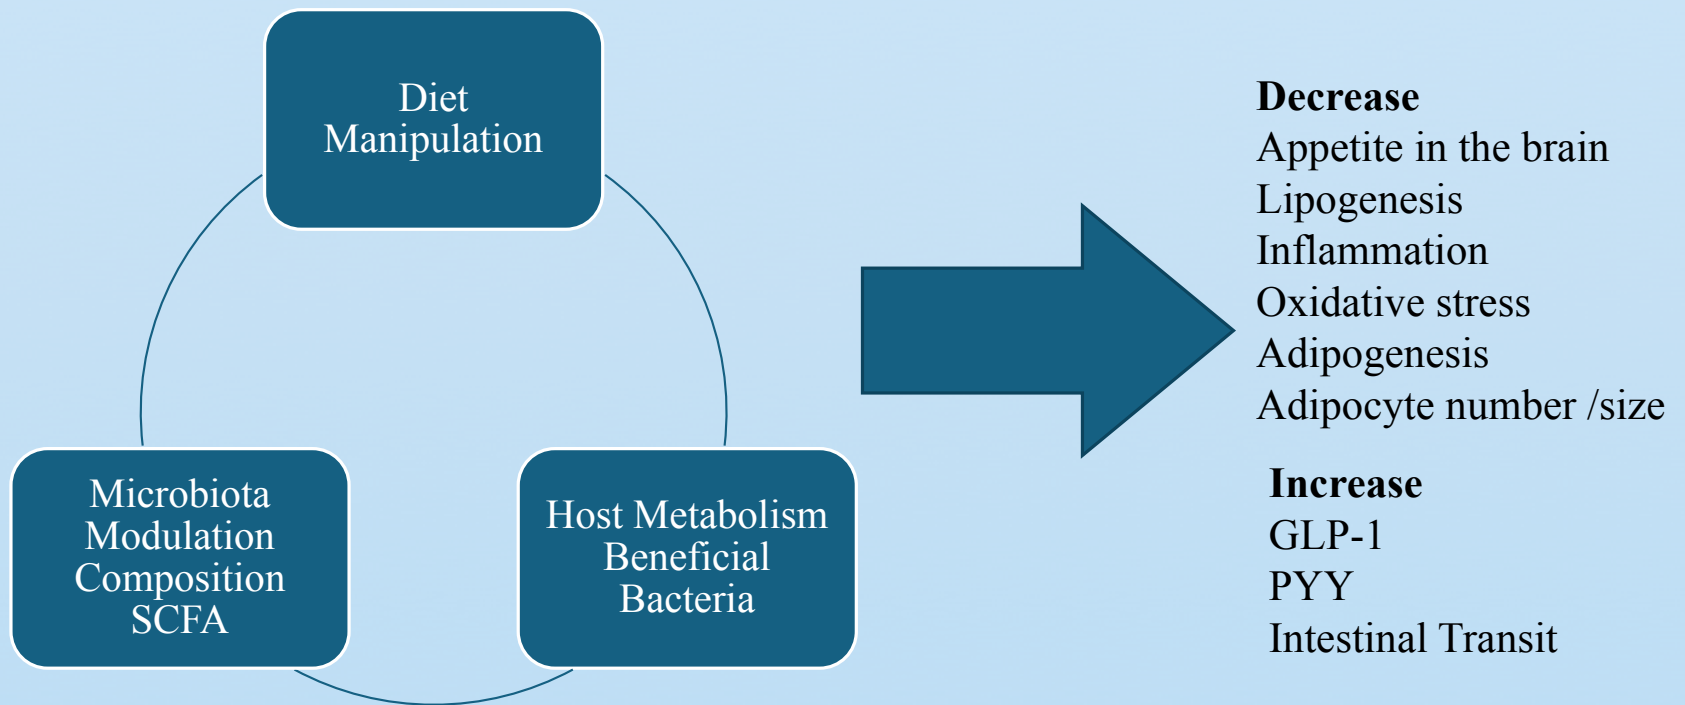 Diet
Manipulation
Microbiota
Modulation
Composition
SCFA
Host Metabolism
Beneficial
Bacteria
Decrease
Appetite in the brain
Lipogenesis
Inflammation
Oxidative stress
Adipogenesis
Adipocyte number /size
Increase
GLP-1
PYY
Intestinal Transit